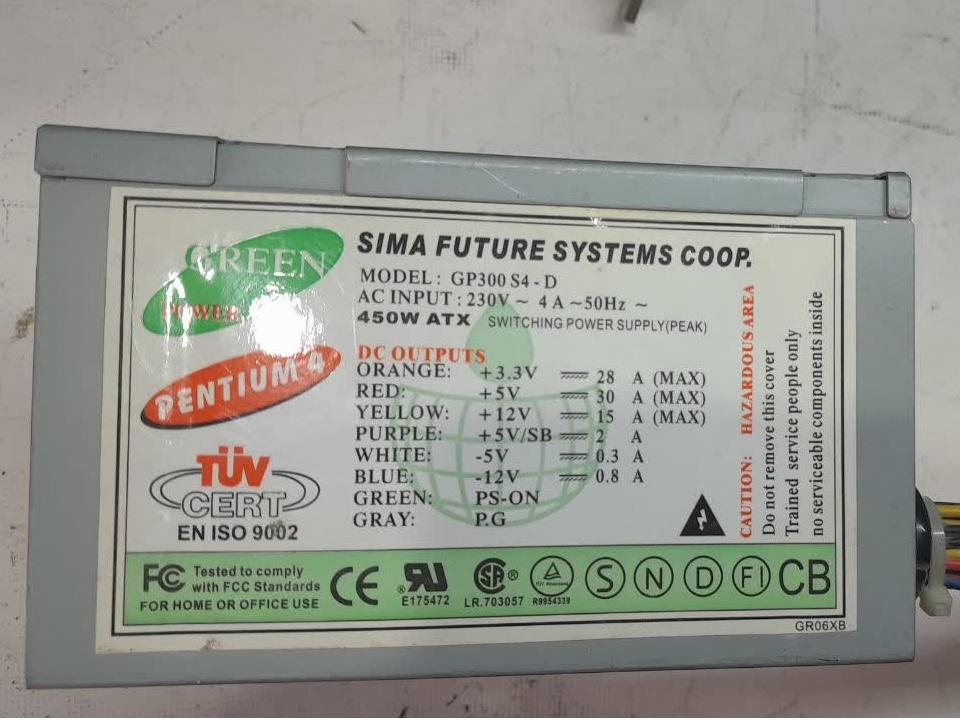 GREEN
POWER
PENTIUM 4
TÜV
CERT
EN ISO 9002
SIMA FUTURE SYSTEMS COOP.
MODEL : GP300 S4 - D
AC INPUT : 230V ~ 4 A ~50Hz ~
450W ATX SWITCHING POWER SUPPLY(PEAK)
DC OUTPUTS
ORANGE: +3.3V 28 A (MAX)
RED: +5V 30 A (MAX)
YELLOW: +12V 15 A (MAX)
PURPLE: +5V/SB 2 A
WHITE: -5V 0.3 A
BLUE: -12V 0.8 A
GREEN: PS-ON
GRAY: P.G
CAUTION: HAZARDOUS AREA
Do not remove this cover
Trained service people only
no serviceable components inside
FC Tested to comply
with FCC Standards
FOR HOME OR OFFICE USE
CE
RU ®
E175472
SA ®
LR.703057
R9954339
S N D FI CB
GR06XB